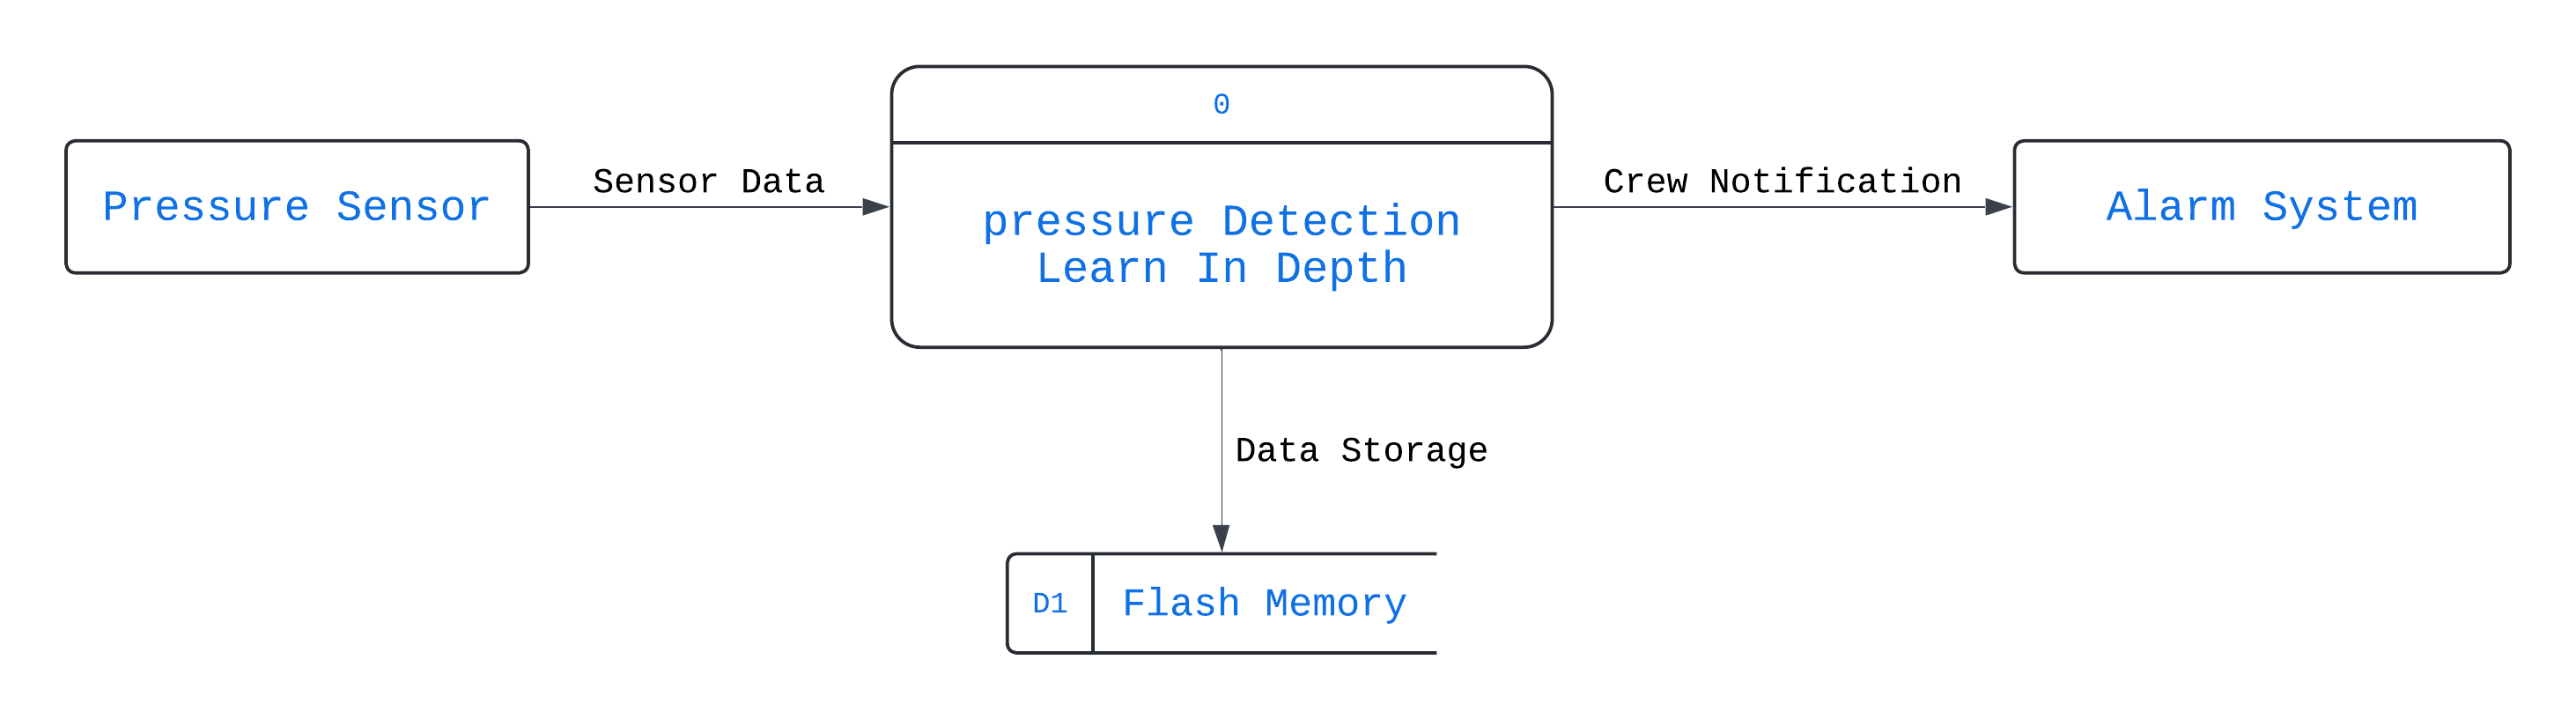 0
Pressure Sensor
Sensor Data
pressure Detection
Learn In Depth
Crew Notification
Alarm System
Data Storage
D1
Flash Memory